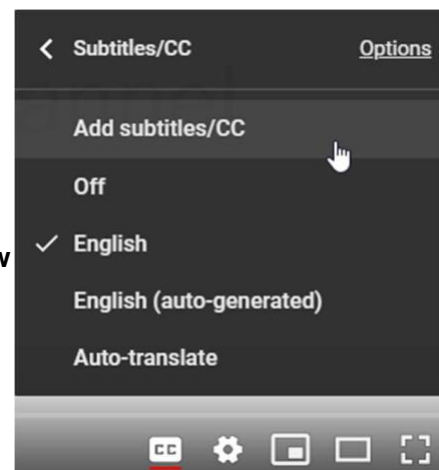 Subtitles/CC Options
Add subtitles/CC
Off
English
English (auto-generated)
Auto-translate
CC